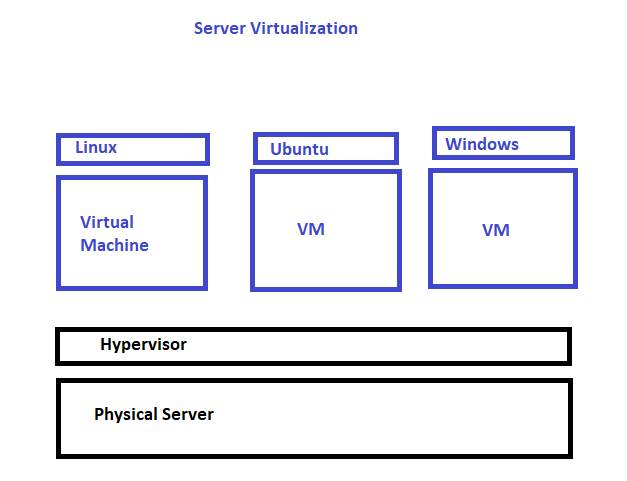 Server Virtualization
Linux
Ubuntu
Windows
Virtual
Machine
VM
VM
Hypervisor
Physical Server